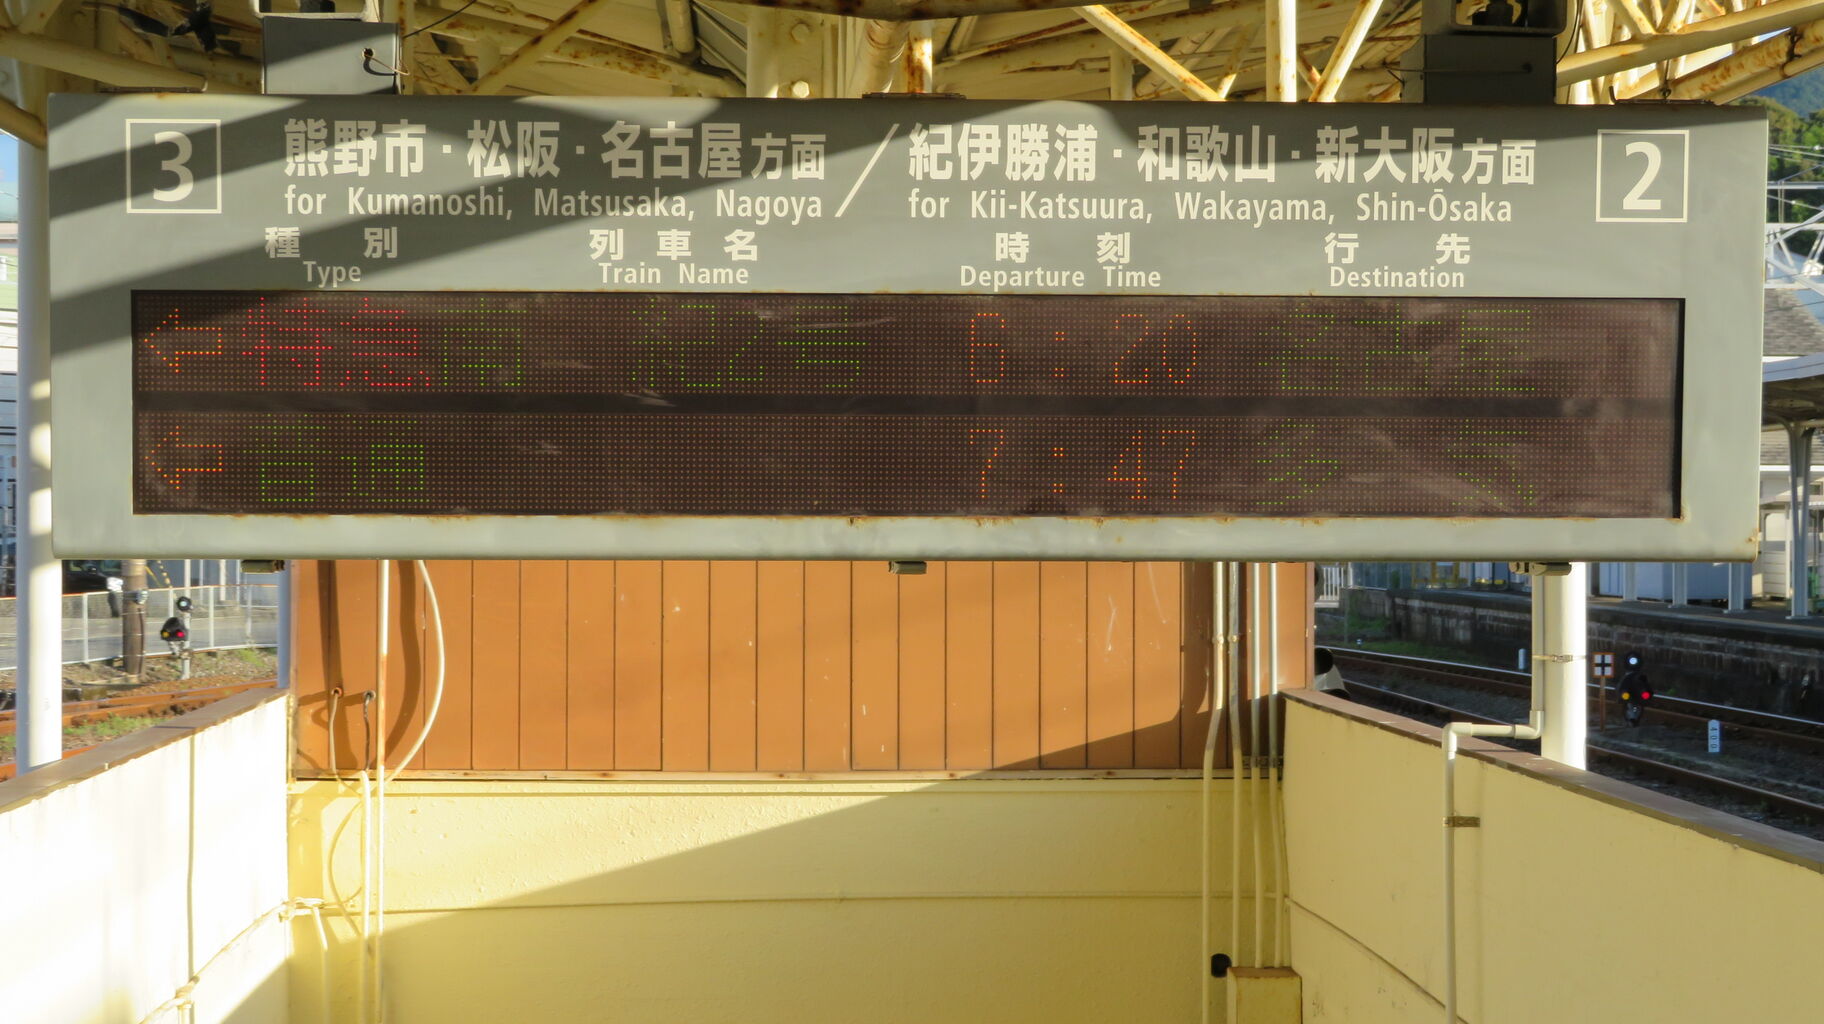 3 熊野市・松阪・名古屋方面／紀伊勝浦・和歌山・新大阪方面 2
for Kumanoshi, Matsusaka, Nagoya / for Kii-Katsuura, Wakayama, Shin-Ōsaka
種別 列車名 時刻 行先
Type Train Name Departure Time Destination
← 特急 南紀2号 6:20 名古屋
← 普通 7:47 多気
400